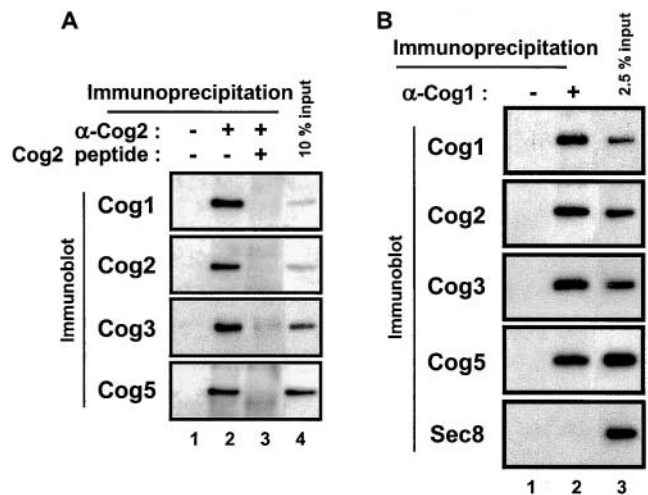 A
Immunoprecipitation
10 % input
α-Cog2 : - + +
Cog2 peptide : - - +
Immunoblot
Cog1
Cog2
Cog3
Cog5
1 2 3 4
B
Immunoprecipitation
2.5 % input
α-Cog1 : - +
Immunoblot
Cog1
Cog2
Cog3
Cog5
Sec8
1 2 3